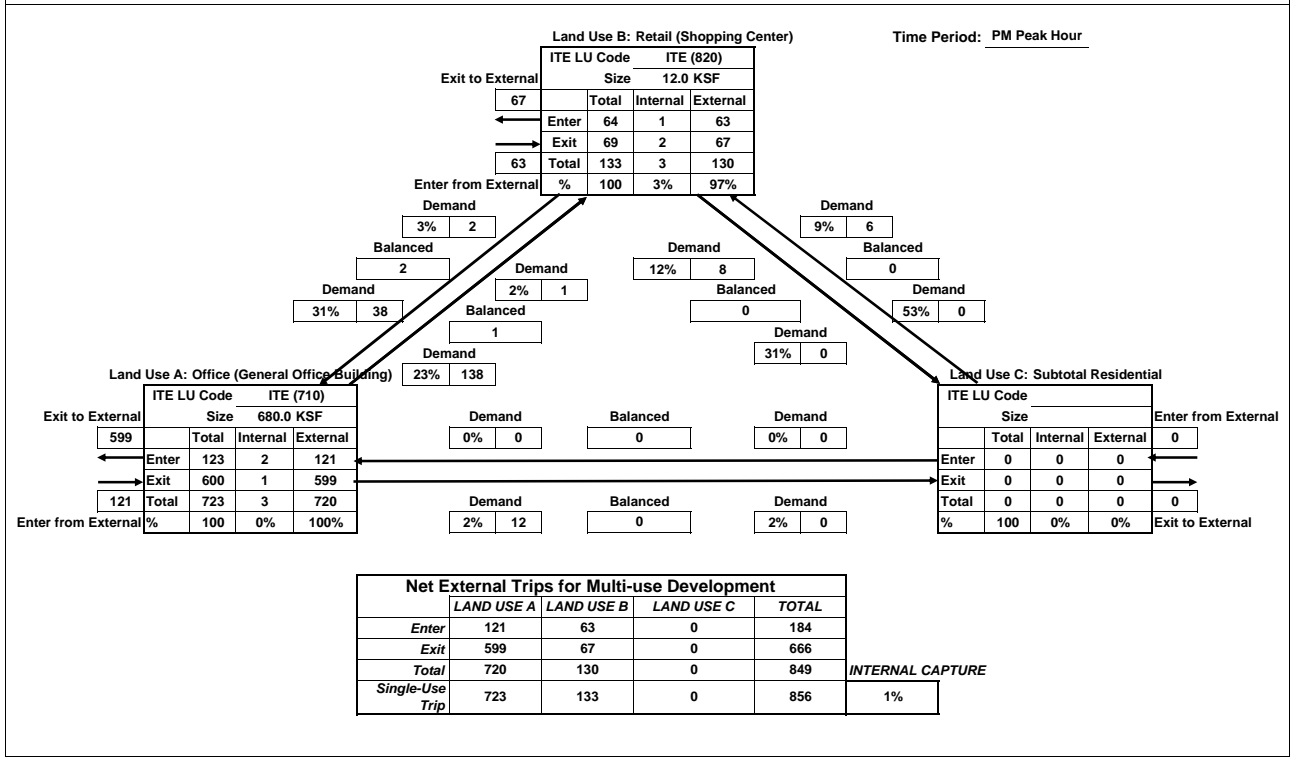 Land Use B: Retail (Shopping Center)
Time Period: PM Peak Hour
ITE LU Code ITE (820)
Exit to External Size 12.0 KSF
67 Total Internal External
Enter 64 1 63
Exit 69 2 67
63 Total 133 3 130
Enter from External % 100 3% 97%
Demand Demand
3% 2 9% 6
Balanced Demand Balanced
2 Demand 12% 8 0
Demand 2% 1 Balanced Demand
31% 38 Balanced 0 53% 0
1 Demand
Demand 31% 0
Land Use A: Office (General Office Building) 23% 138 Land Use C: Subtotal Residential
ITE LU Code ITE (710) ITE LU Code
Exit to External Size 680.0 KSF Demand Balanced Demand Size Enter from External
599 Total Internal External 0% 0 0 0% 0 Total Internal External 0
Enter 123 2 121 Enter 0 0 0
Exit 600 1 599 Exit 0 0 0
121 Total 723 3 720 Demand Balanced Demand Total 0 0 0 0
Enter from External % 100 0% 100% 2% 12 0 2% 0 % 100 0% 0% Exit to External
Net External Trips for Multi-use Development
LAND USE A LAND USE B LAND USE C TOTAL
Enter 121 63 0 184
Exit 599 67 0 666
Total 720 130 0 849 INTERNAL CAPTURE
Single-Use
Trip 723 133 0 856 1%